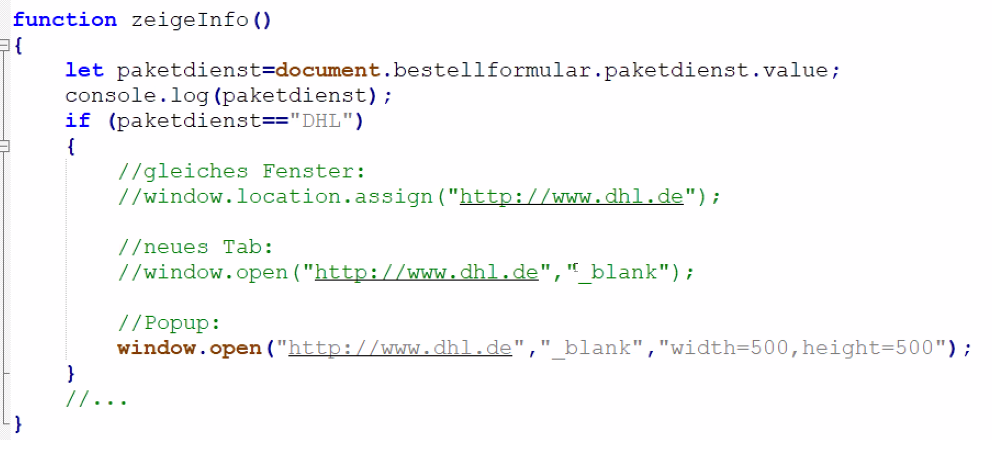 function zeigeInfo()
{
    let paketdienst=document.bestellformular.paketdienst.value;
    console.log(paketdienst);
    if (paketdienst=="DHL")
    {
        //gleiches Fenster:
        //window.location.assign("http://www.dhl.de");

        //neues Tab:
        //window.open("http://www.dhl.de","_blank");

        //Popup:
        window.open("http://www.dhl.de","_blank","width=500,height=500");
    }
    //...
}